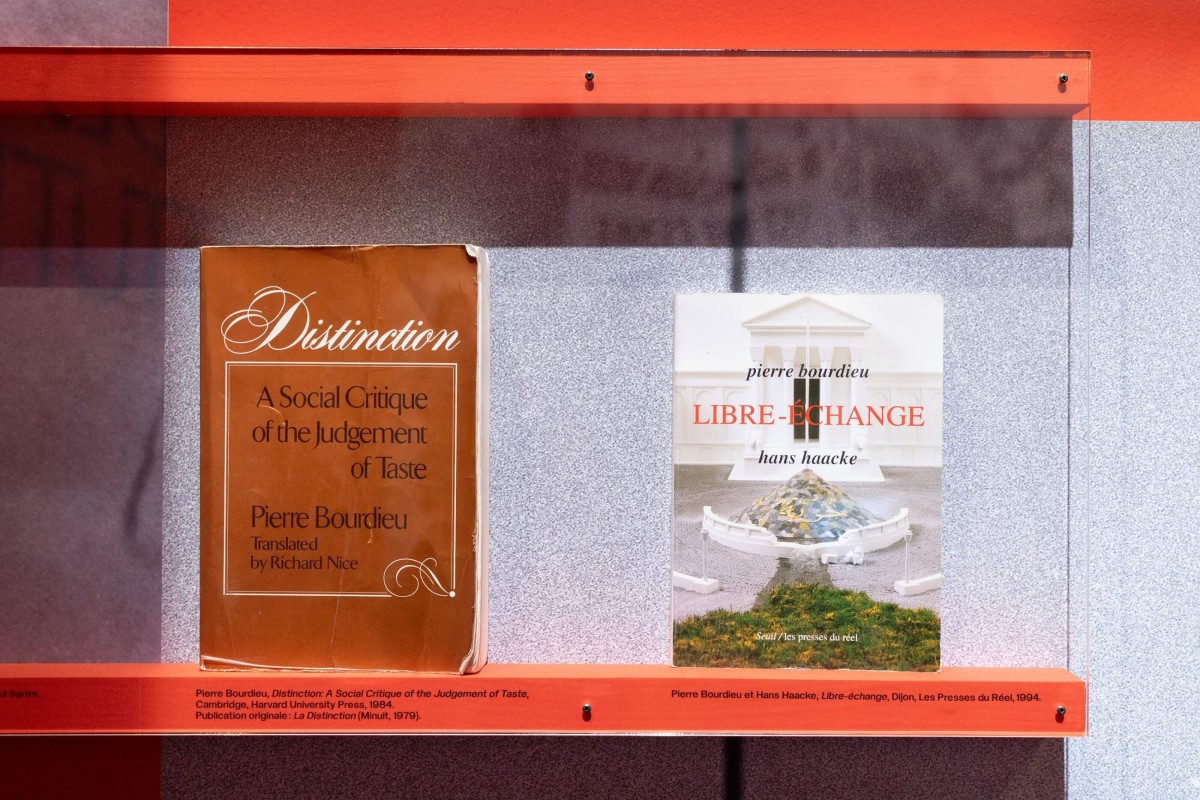 Distinction
A Social Critique
of the Judgement
of Taste
Pierre Bourdieu
Translated
by Richard Nice
pierre bourdieu
LIBRE-ÉCHANGE
hans haacke
Seuil / les presses du réel
Sartre.
Pierre Bourdieu, Distinction: A Social Critique of the Judgement of Taste,
Cambridge, Harvard University Press, 1984.
Publication originale : La Distinction (Minuit, 1979).
Pierre Bourdieu et Hans Haacke, Libre-échange, Dijon, Les Presses du Réel, 1994.